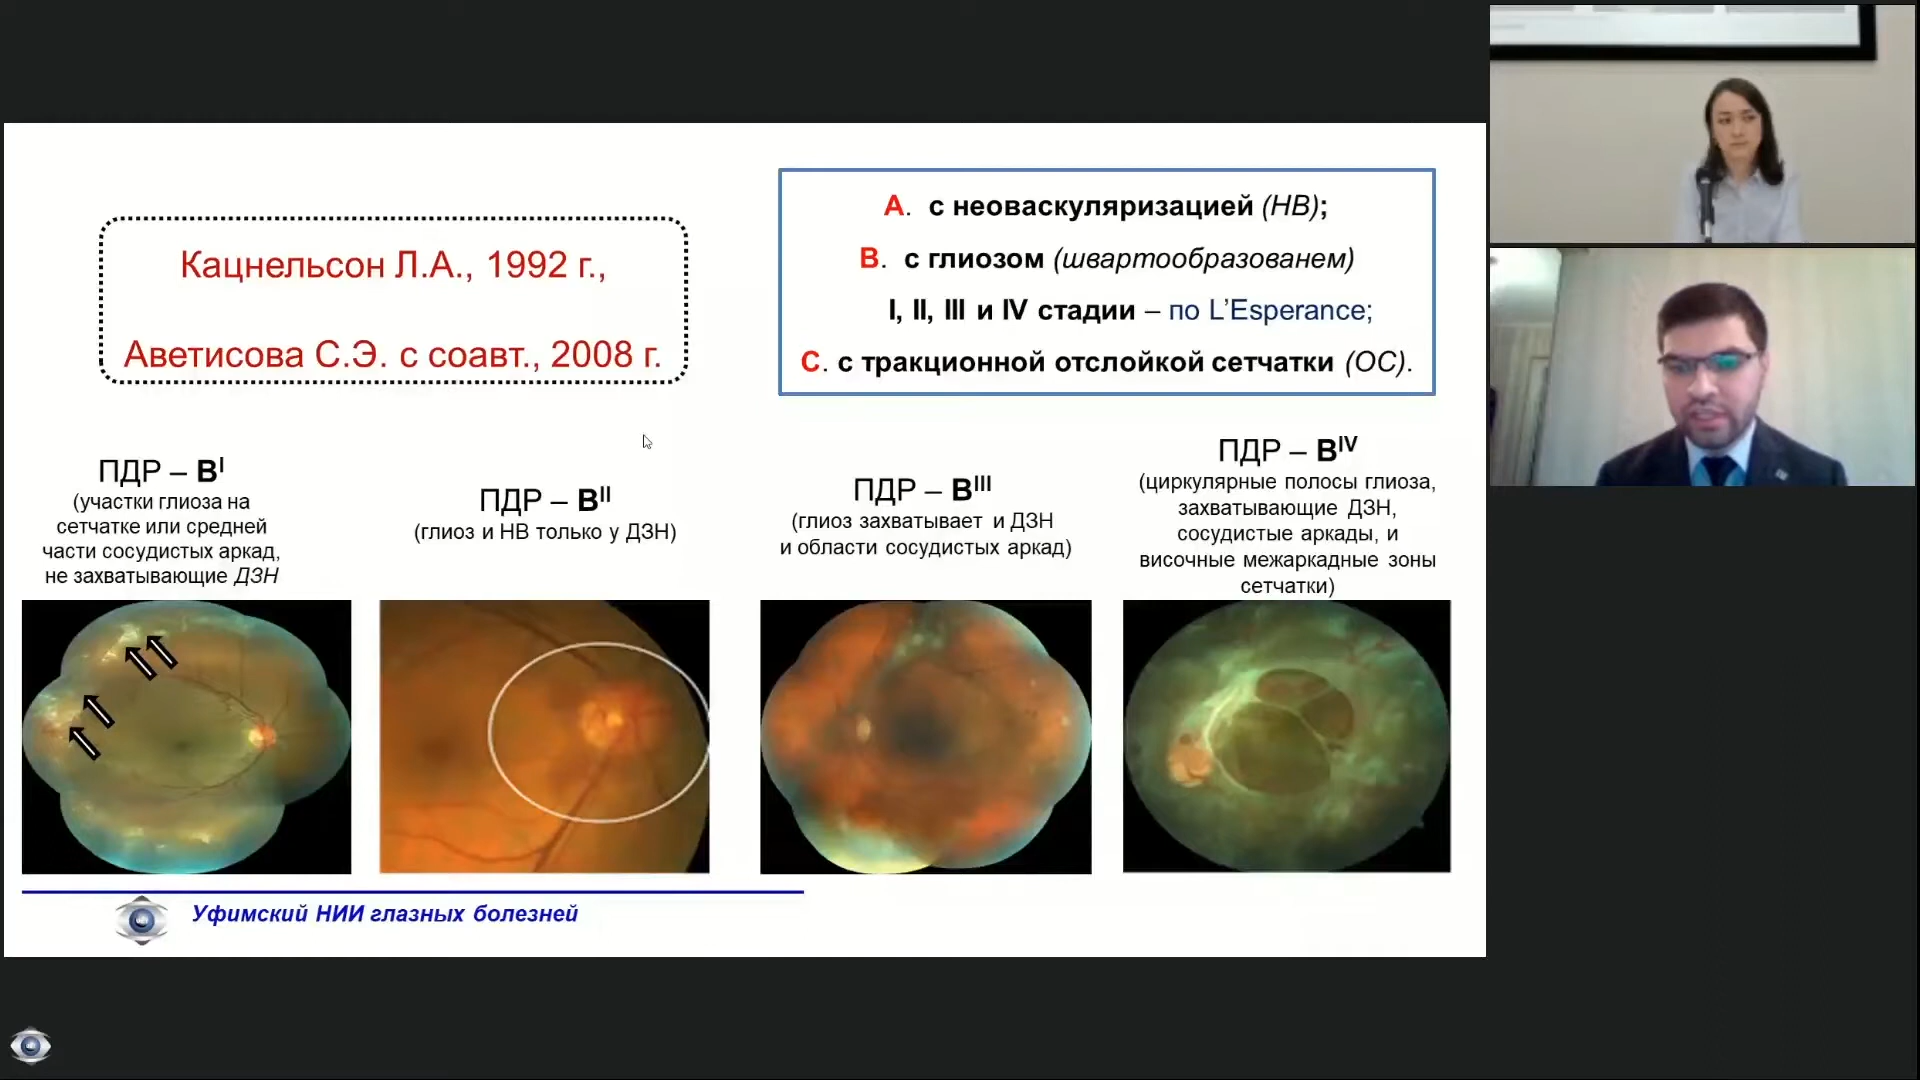 Кацнельсон Л.А., 1992 г.,
Аветисова С.Э. с соавт., 2008 г.
А. с неоваскуляризацией (НВ);
В. с глиозом (швартообразованем)
I, II, III и IV стадии – по L’Esperance;
С. с тракционной отслойкой сетчатки (ОС).
ПДР – В^I
(участки глиоза на
сетчатке или средней
части сосудистых аркад,
не захватывающие ДЗН
ПДР – В^II
(глиоз и НВ только у ДЗН)
ПДР – В^III
(глиоз захватывает и ДЗН
и области сосудистых аркад)
ПДР – В^IV
(циркулярные полосы глиоза,
захватывающие ДЗН,
сосудистые аркады, и
височные межаркадные зоны
сетчатки)
Уфимский НИИ глазных болезней